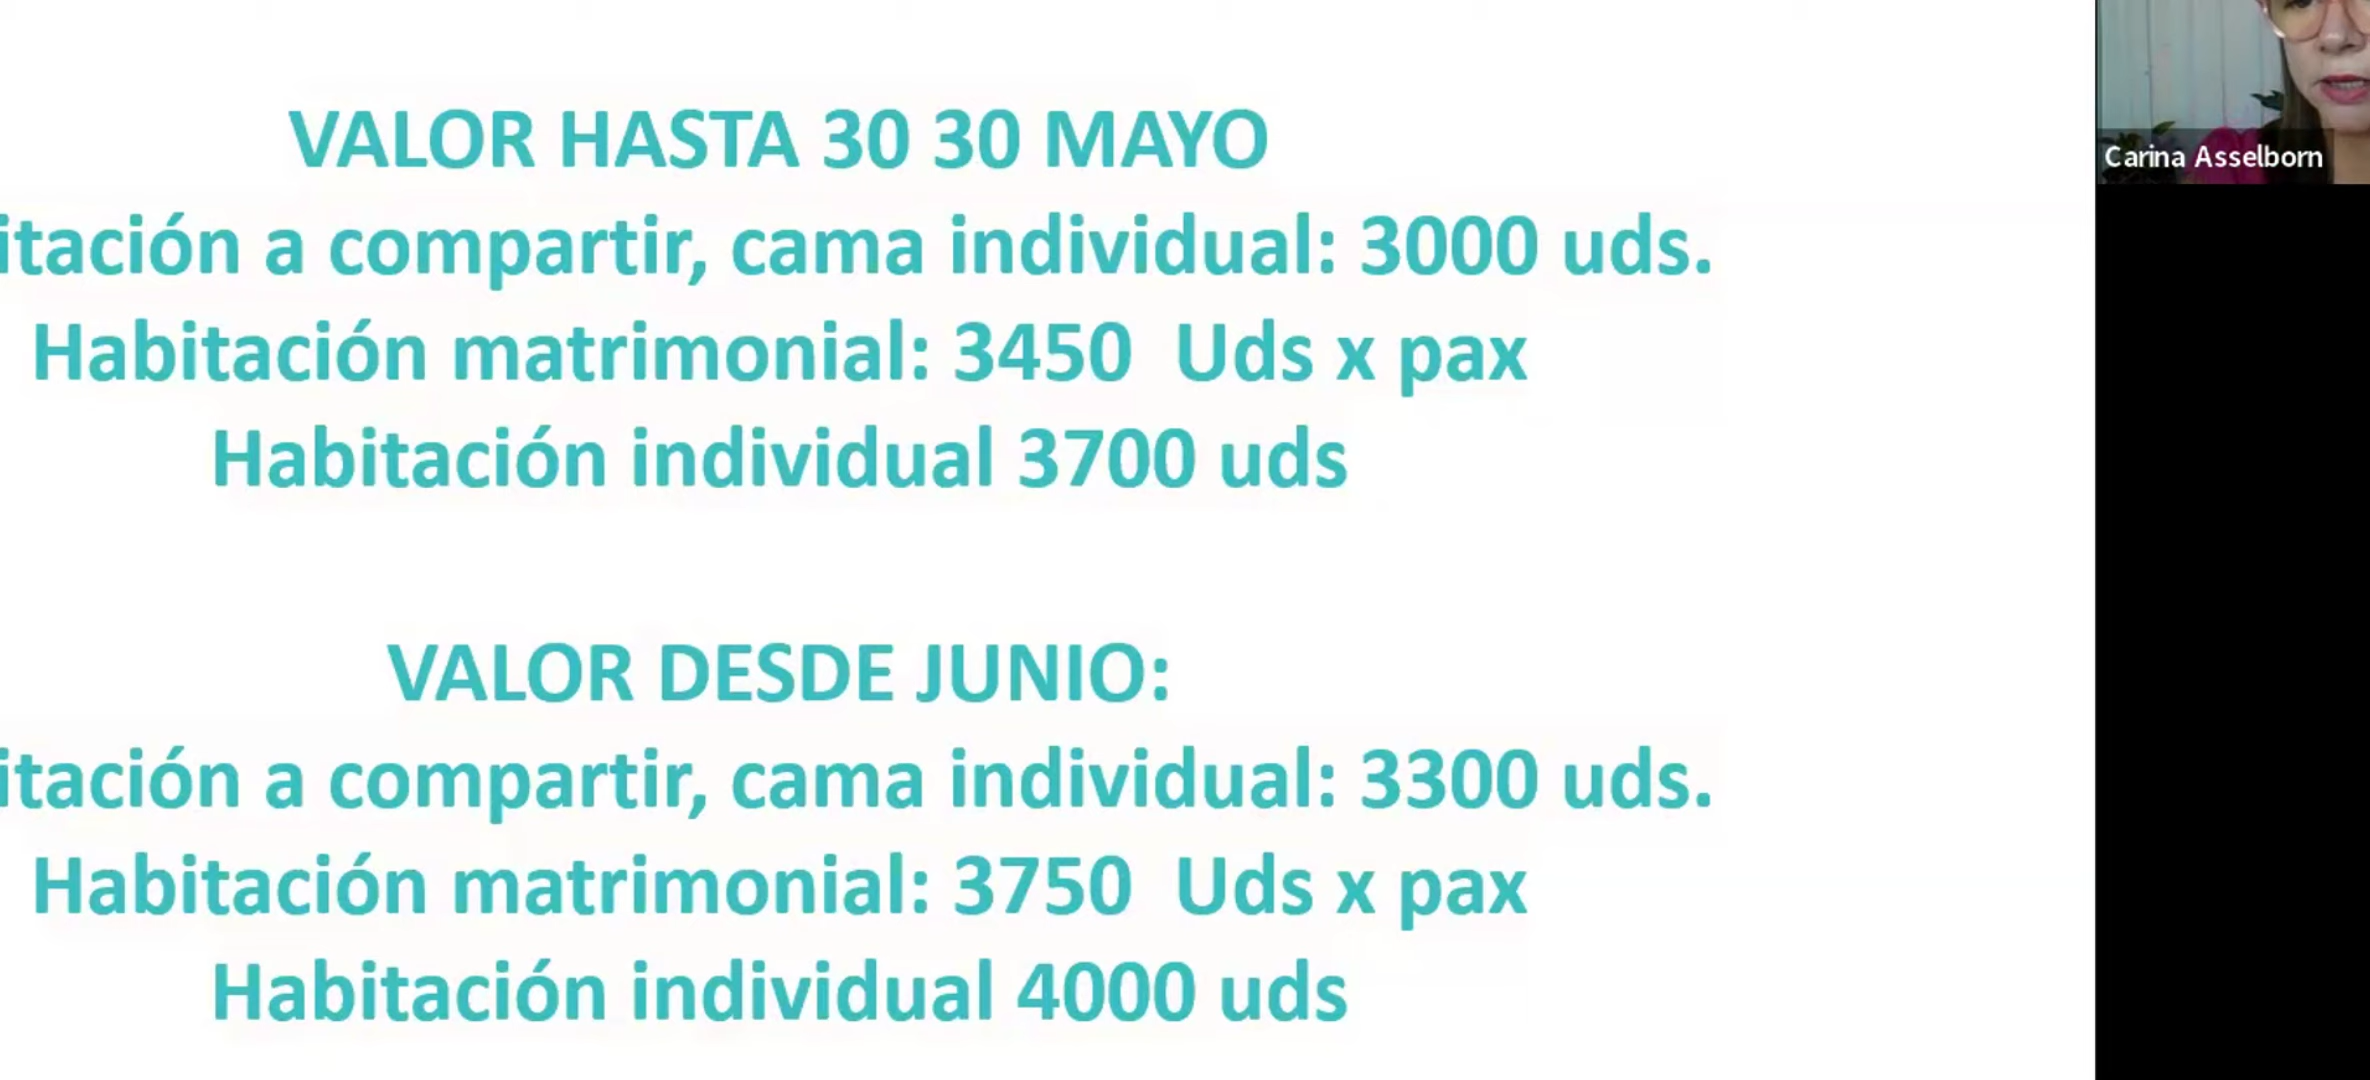 VALOR HASTA 30 30 MAYO
itación a compartir, cama individual: 3000 uds.
Habitación matrimonial: 3450 Uds x pax
Habitación individual 3700 uds
VALOR DESDE JUNIO:
itación a compartir, cama individual: 3300 uds.
Habitación matrimonial: 3750 Uds x pax
Habitación individual 4000 uds
Carina Asselborn